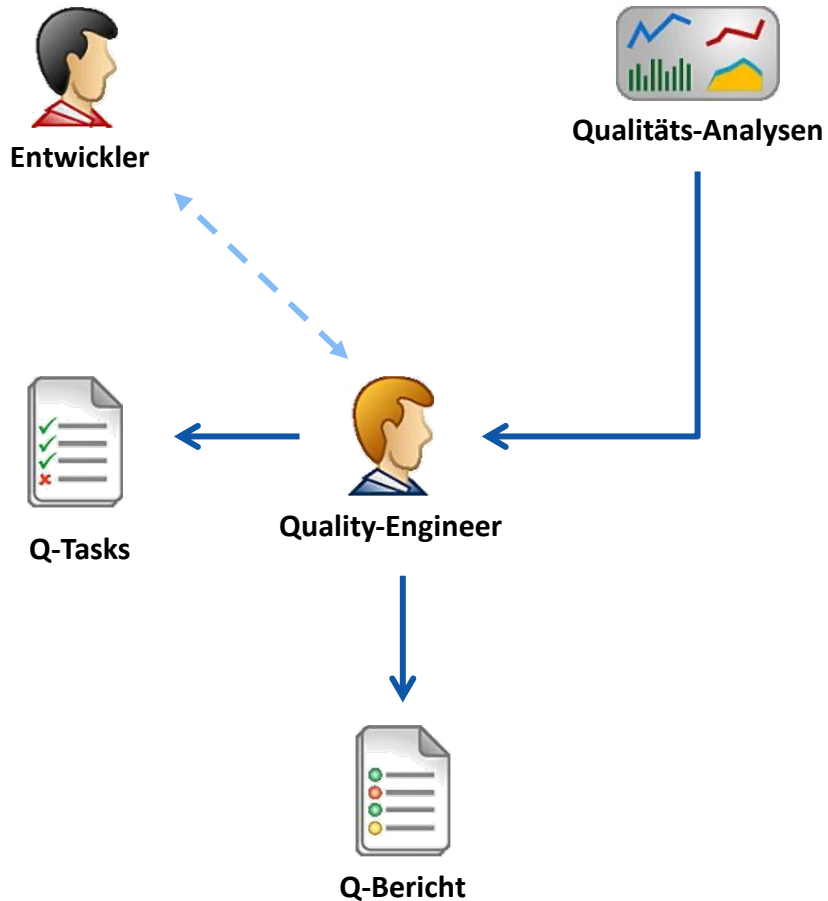 Entwickler
Qualitäts-Analysen
Quality-Engineer
Q-Tasks
Q-Bericht